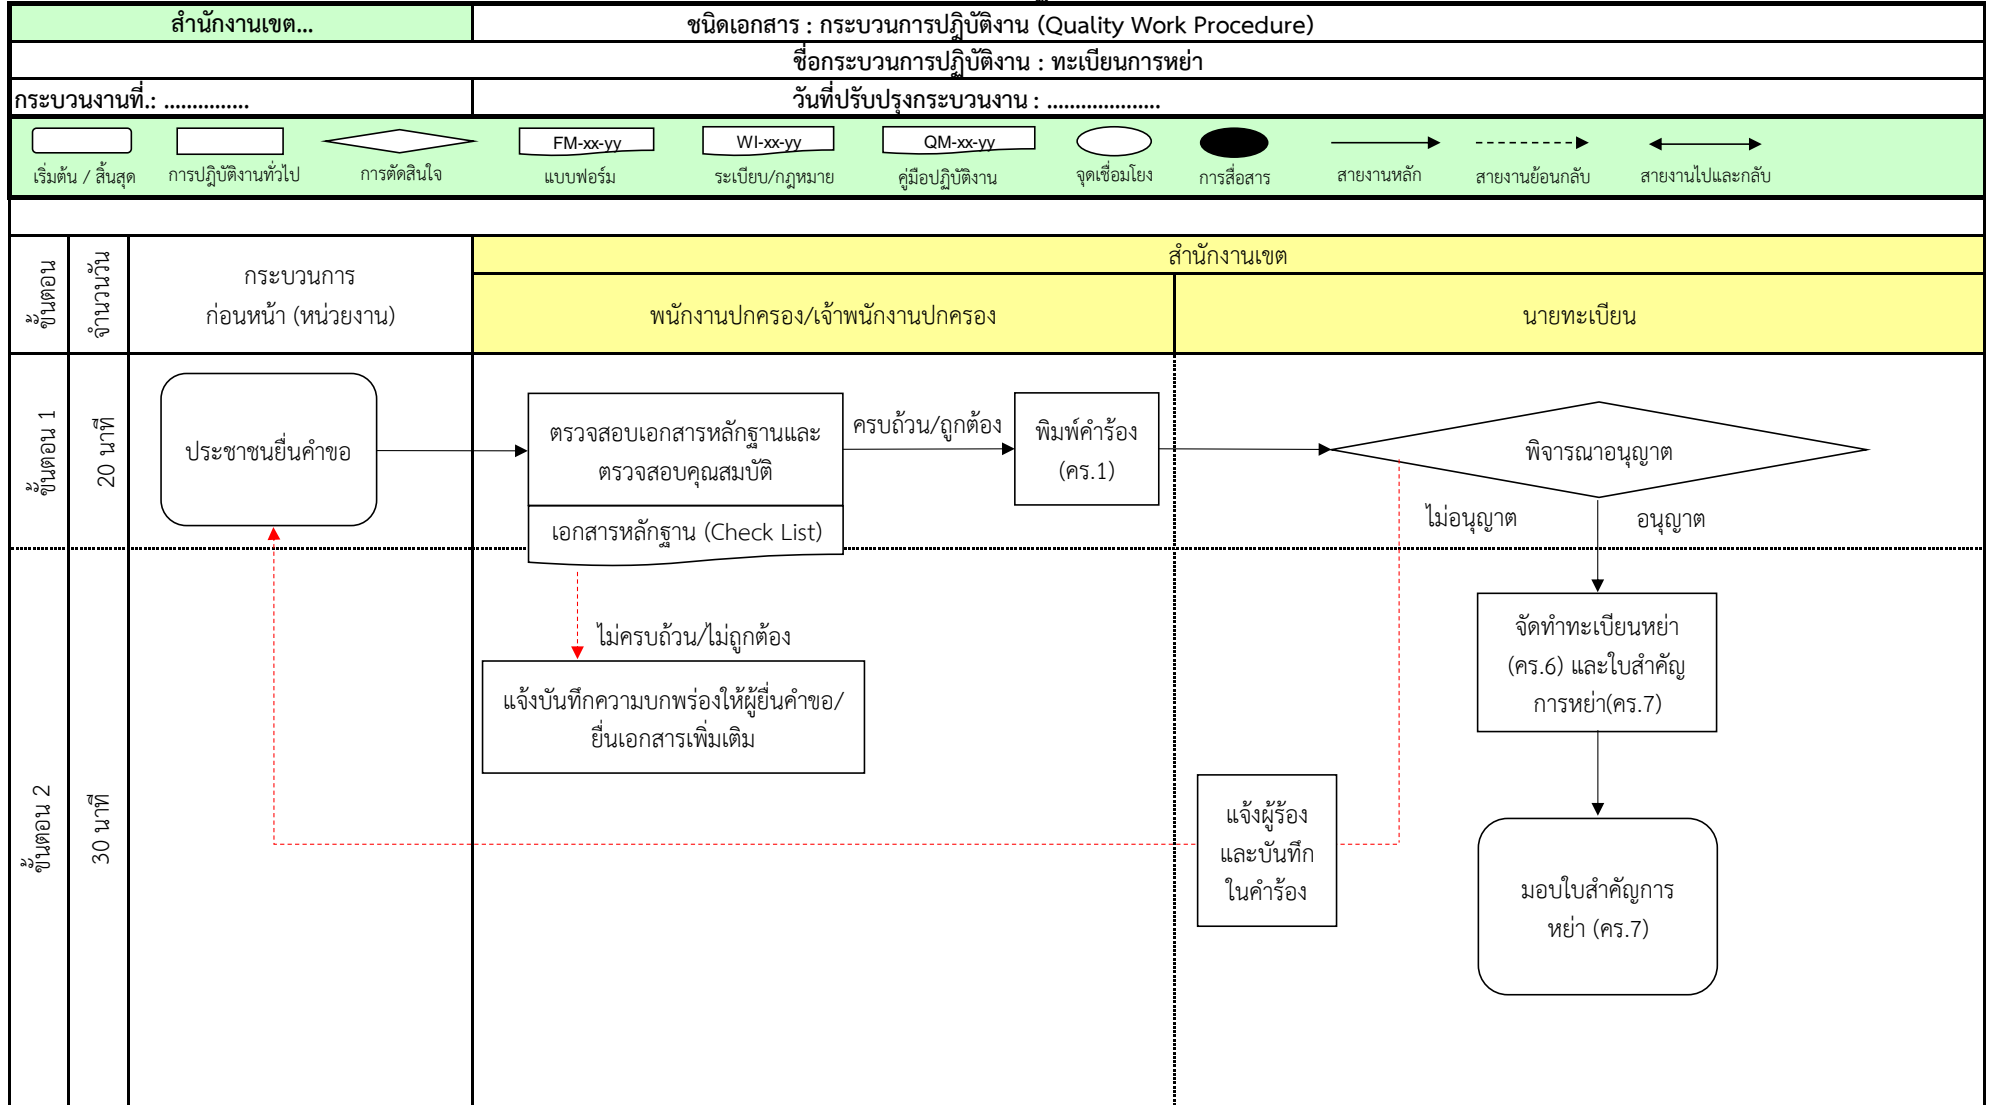 สำนักงานเขต...
ชนิดเอกสาร : กระบวนการปฏิบัติงาน (Quality Work Procedure)
ชื่อกระบวนการปฏิบัติงาน : ทะเบียนการหย่า
กระบวนงานที่.: ...............
วันที่ปรับปรุงกระบวนงาน : ....................
FM-xx-yy
WI-xx-yy
QM-xx-yy
เริ่มต้น / สิ้นสุด
การปฎิบัติงานทั่วไป
การตัดสินใจ
แบบฟอร์ม
ระเบียบ/กฎหมาย
คู่มือปฏิบัติงาน
จุดเชื่อมโยง
การสื่อสาร
สายงานหลัก
สายงานย้อนกลับ
สายงานไปและกลับ
ขั้นตอน
จำนวนวัน
กระบวนการ
ก่อนหน้า (หน่วยงาน)
สำนักงานเขต
พนักงานปกครอง/เจ้าพนักงานปกครอง
นายทะเบียน
ขั้นตอน 1
20 นาที
ประชาชนยื่นคำขอ
ตรวจสอบเอกสารหลักฐานและ
ตรวจสอบคุณสมบัติ
เอกสารหลักฐาน (Check List)
ครบถ้วน/ถูกต้อง
พิมพ์คำร้อง
(คร.1)
พิจารณาอนุญาต
ไม่อนุญาต
อนุญาต
ขั้นตอน 2
30 นาที
ไม่ครบถ้วน/ไม่ถูกต้อง
แจ้งบันทึกความบกพร่องให้ผู้ยื่นคำขอ/
ยื่นเอกสารเพิ่มเติม
จัดทำทะเบียนหย่า
(คร.6) และใบสำคัญ
การหย่า(คร.7)
แจ้งผู้ร้อง
และบันทึก
ในคำร้อง
มอบใบสำคัญการ
หย่า (คร.7)